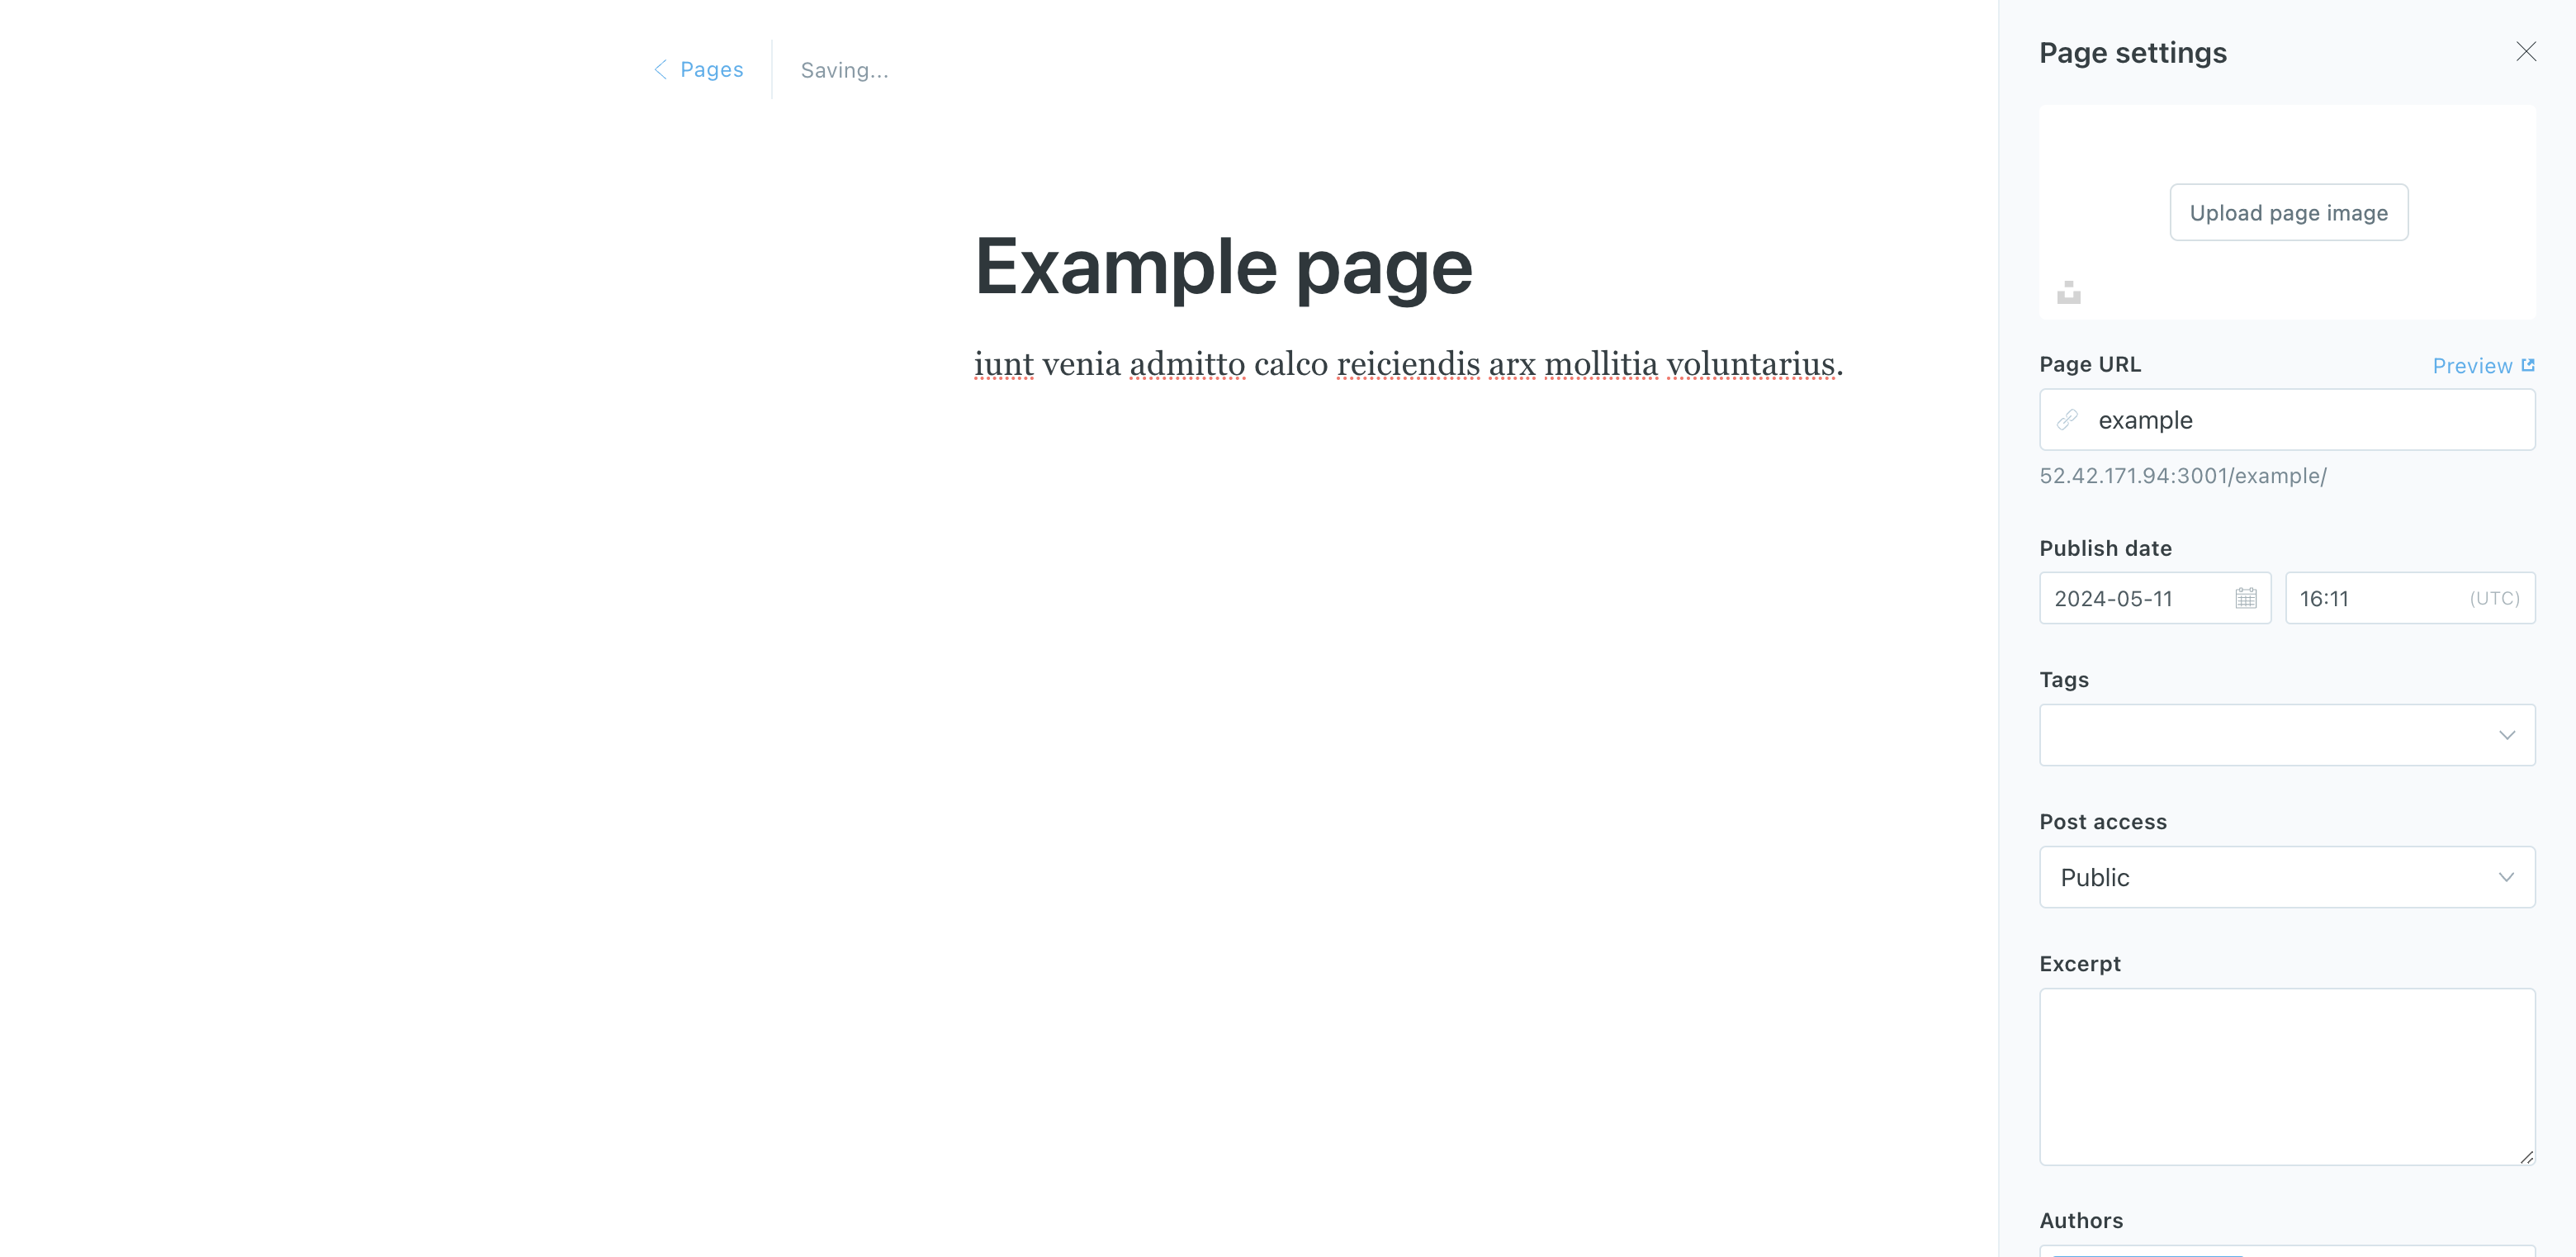 Pages
Saving...
Example page
iunt venia admitto calco reiciendis arx mollitia voluntarius.
Page settings
Upload page image
Page URL
Preview
example
52.42.171.94:3001/example/
Publish date
2024-05-11
16:11
(UTC)
Tags
Post access
Public
Excerpt
Authors